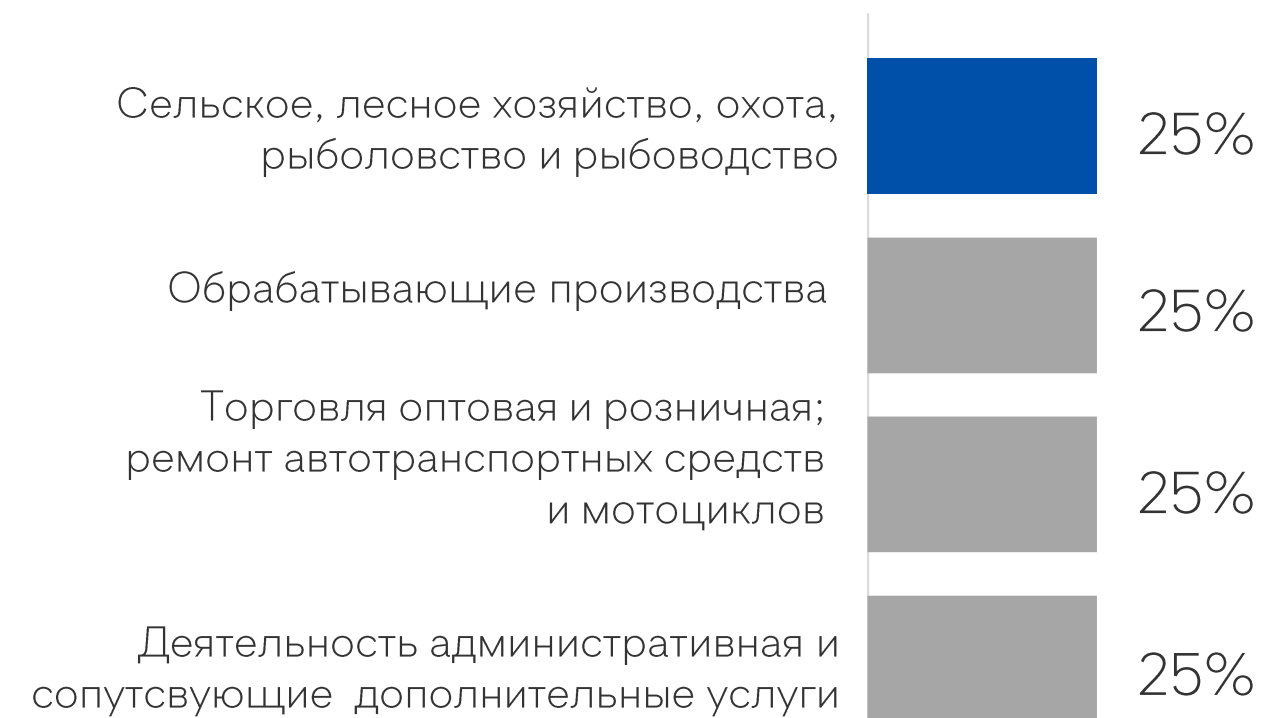 Сельское, лесное хозяйство, охота,
рыболовство и рыбоводство
25%
Обрабатывающие производства
25%
Торговля оптовая и розничная;
ремонт автотранспортных средств
и мотоциклов
25%
Деятельность административная и
сопутсвующие дополнительные услуги
25%